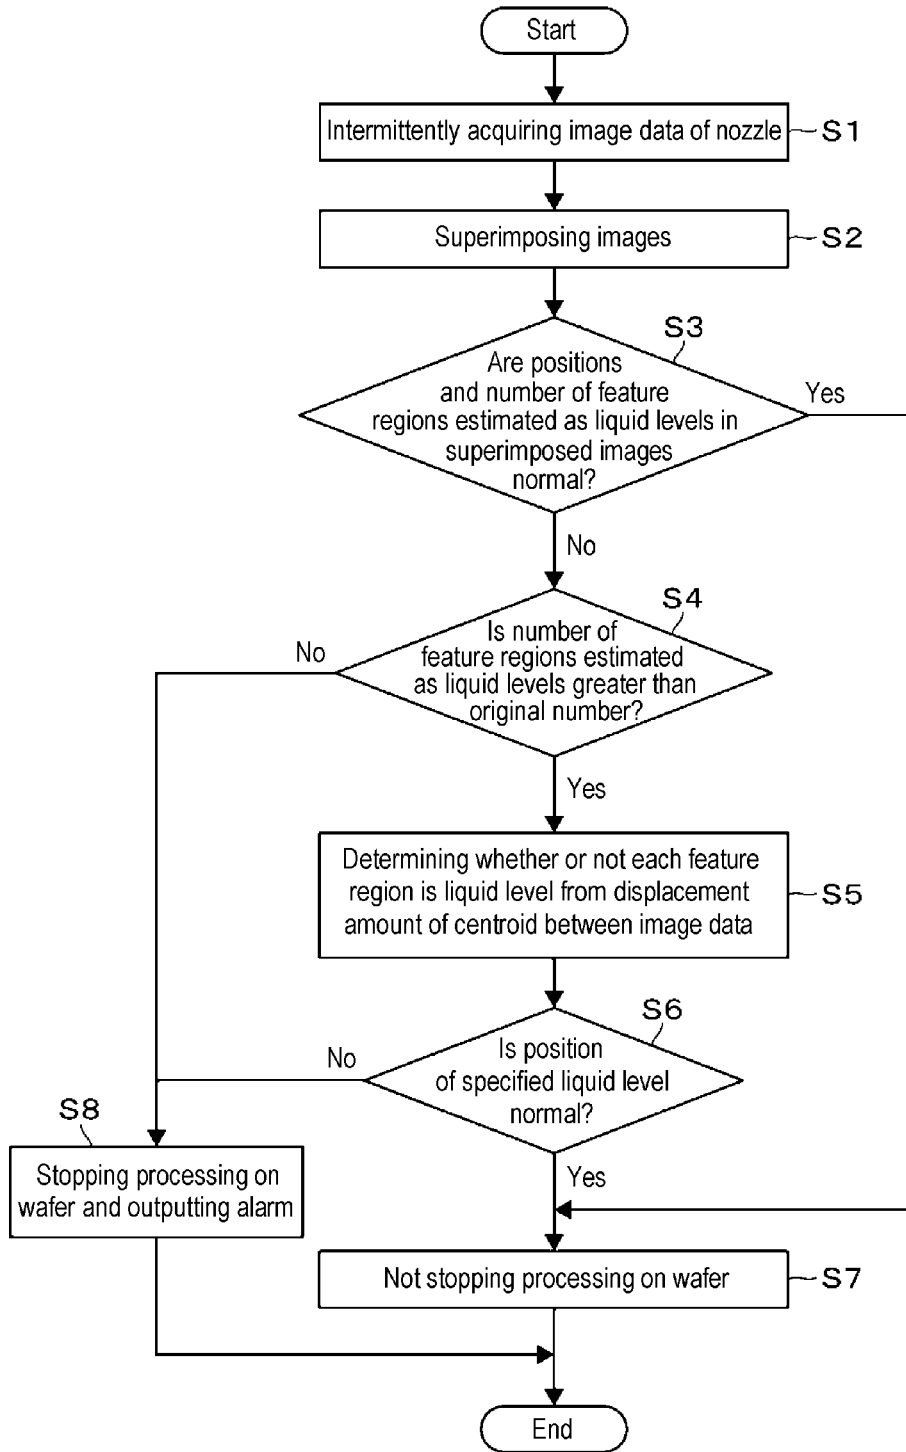 Start
Intermittently acquiring image data of nozzle
S1
Superimposing images
S2
S3
Are positions
and number of feature
regions estimated as liquid levels in
superimposed images
normal?
Yes
No
S4
Is number of
feature regions estimated
as liquid levels greater than
original number?
No
Yes
Determining whether or not each feature
region is liquid level from displacement
amount of centroid between image data
S5
S6
Is position
of specified liquid level
normal?
No
Yes
S8
Stopping processing on
wafer and outputting alarm
Not stopping processing on wafer
S7
End